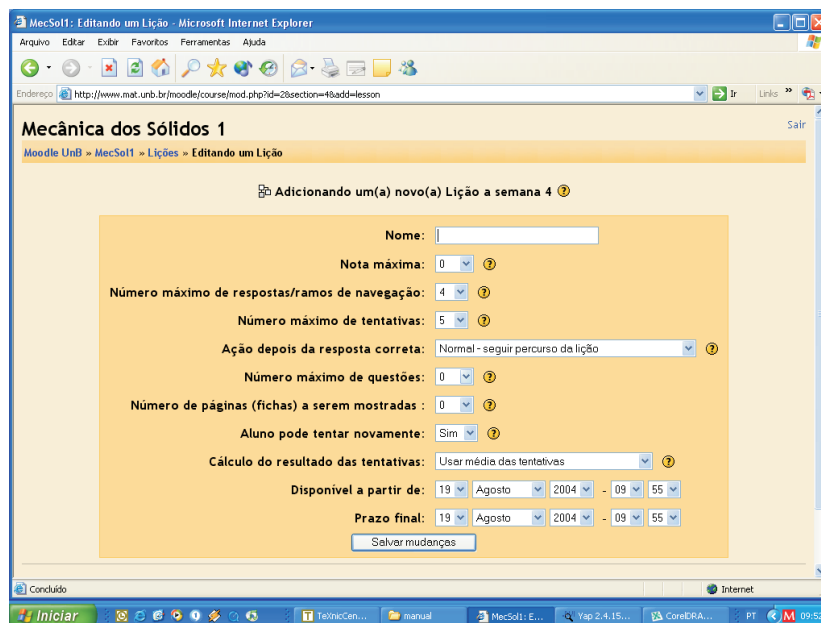 MecSol1: Editando um Lição - Microsoft Internet Explorer
Arquivo Editar Exibir Favoritos Ferramentas Ajuda
Endereço http://www.mat.unb.br/moodle/course/mod.php?id=2&section=4&add=lesson Ir Links »
Mecânica dos Sólidos 1 Sair
Moodle UnB » MecSol1 » Lições » Editando um Lição
Adicionando um(a) novo(a) Lição a semana 4 ?
Nome:
Nota máxima: 0 ?
Número máximo de respostas/ramos de navegação: 4 ?
Número máximo de tentativas: 5 ?
Ação depois da resposta correta: Normal - seguir percurso da lição ?
Número máximo de questões: 0 ?
Número de páginas (fichas) a serem mostradas : 0 ?
Aluno pode tentar novamente: Sim ?
Cálculo do resultado das tentativas: Usar média das tentativas ?
Disponível a partir de: 19 Agosto 2004 - 09 55
Prazo final: 19 Agosto 2004 - 09 55
Salvar mudanças
Concluído Internet
Iniciar TeXnicCen... manual MecSol1: E... Yap 2.4.15... CorelDRA... PT 09:52